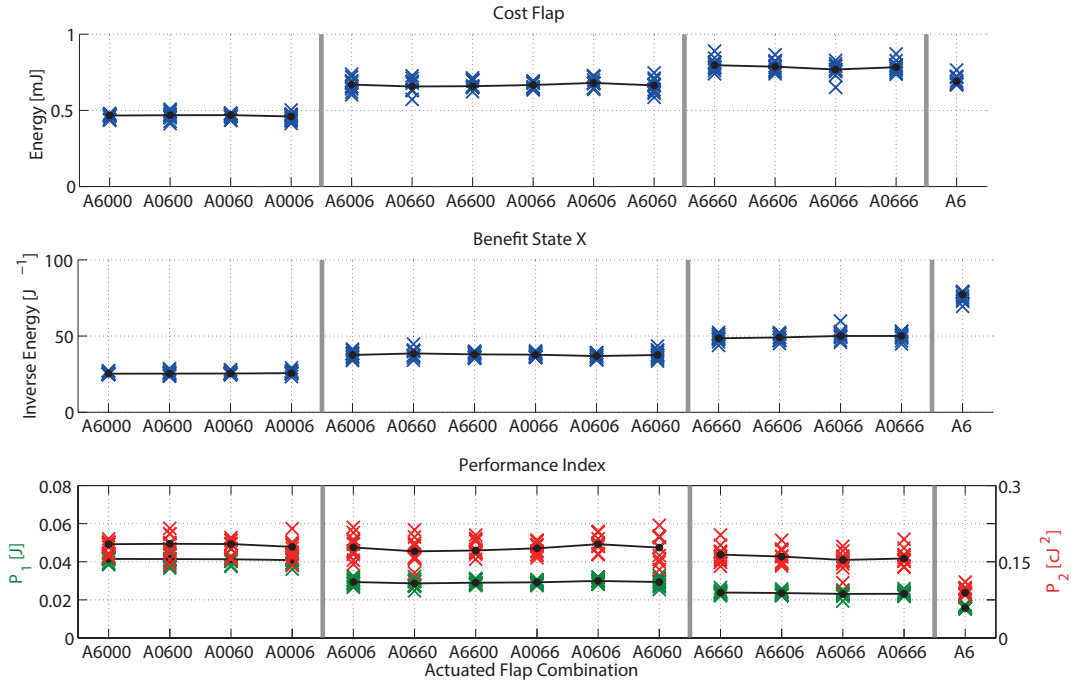 Cost Flap
Energy [mJ]
1
0.5
0
A6000 A0600 A0060 A0006 A6006 A0660 A6600 A0066 A0606 A6060 A6660 A6606 A6066 A0666 A6
Benefit State X
Inverse Energy [J ⁻¹]
100
50
0
A6000 A0600 A0060 A0006 A6006 A0660 A6600 A0066 A0606 A6060 A6660 A6606 A6066 A0666 A6
Performance Index
P_1 [J]
0.08
0.06
0.04
0.02
0
P_2 [cJ²]
0.3
0.15
0
A6000 A0600 A0060 A0006 A6006 A0660 A6600 A0066 A0606 A6060 A6660 A6606 A6066 A0666 A6
Actuated Flap Combination